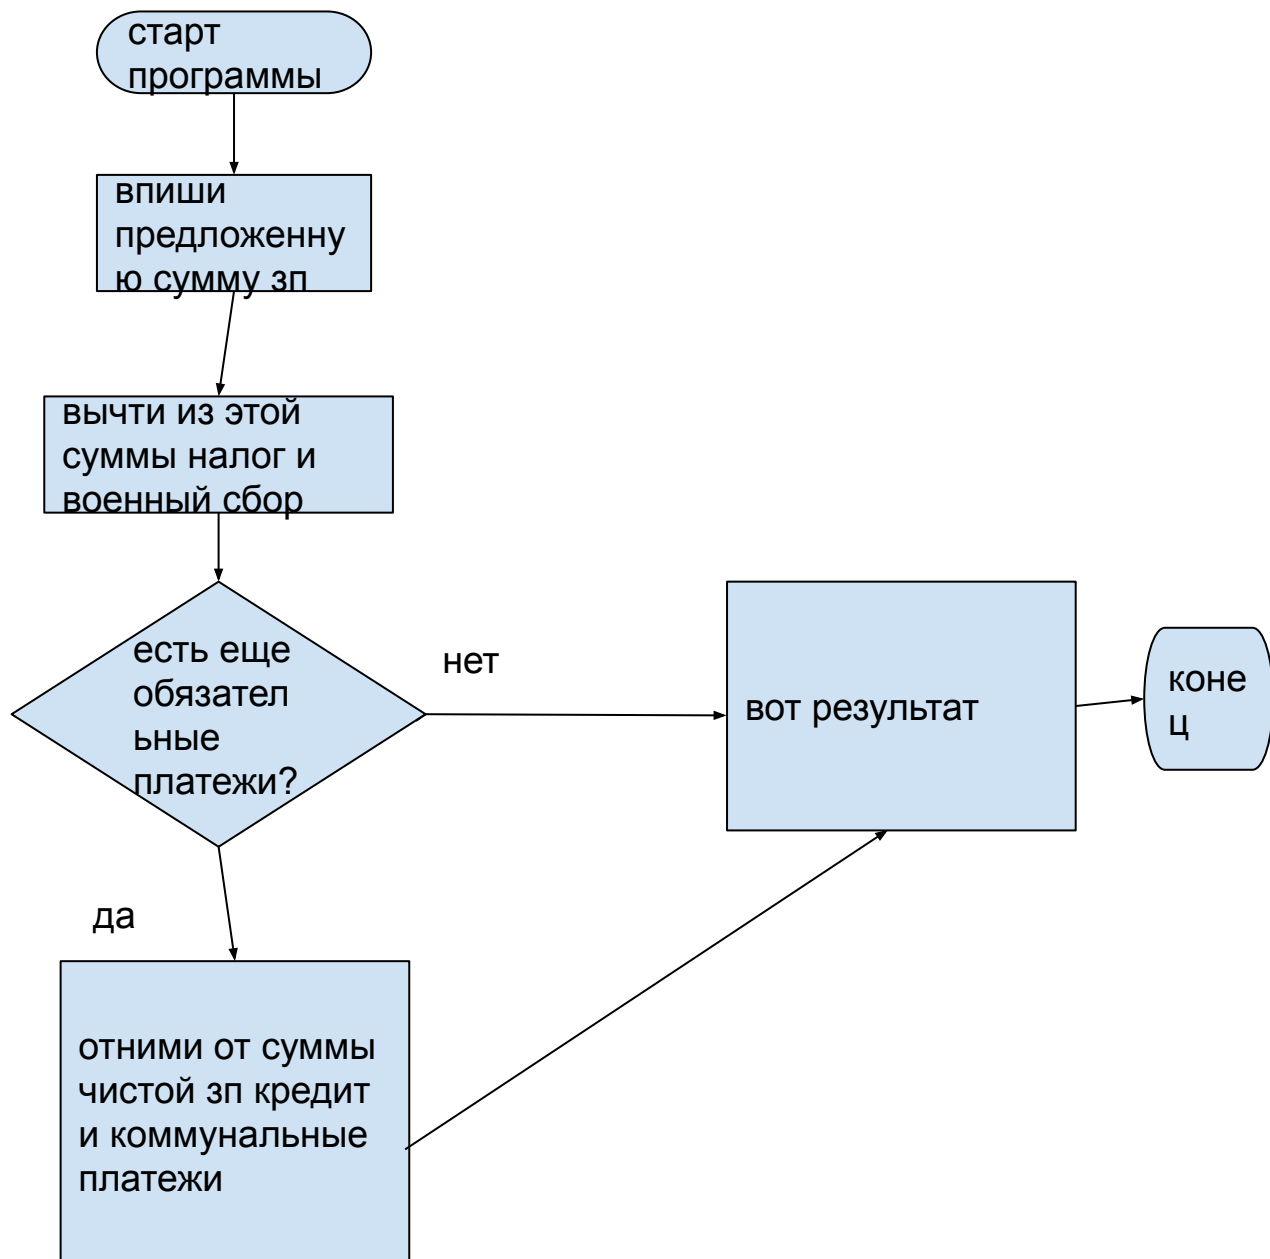 старт
программы
впиши
предложенну
ю сумму зп
вычти из этой
суммы налог и
военный сбор
есть еще
обязател
ьные
платежи?
нет
вот результат
коне
ц
да
отними от суммы
чистой зп кредит
и коммунальные
платежи